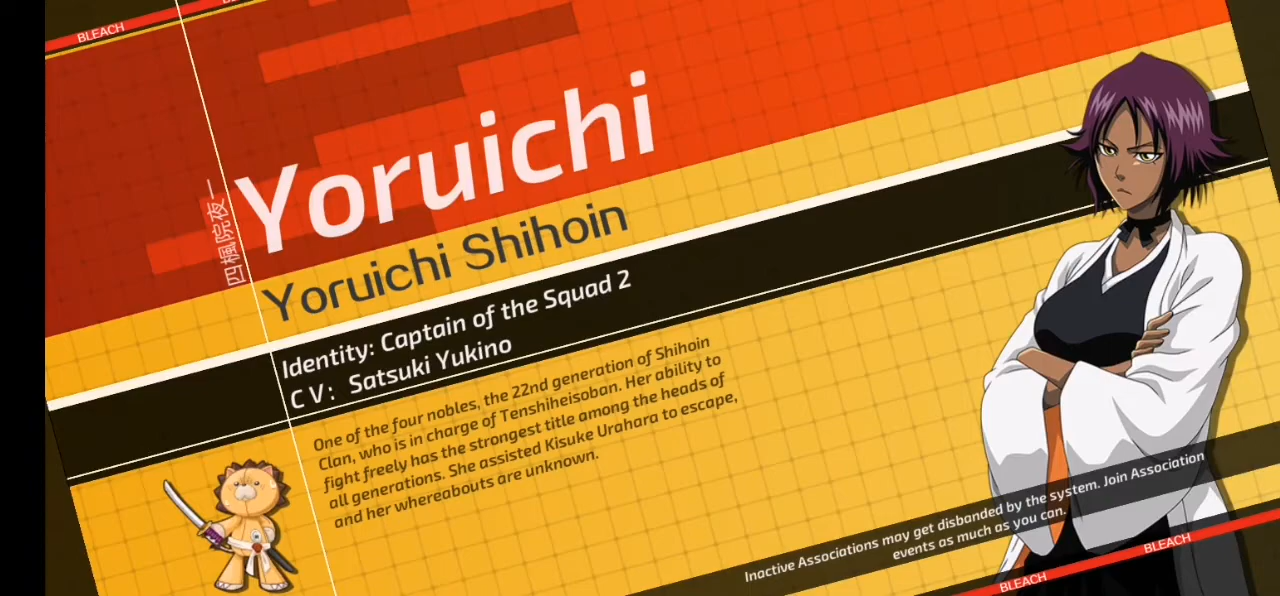 BLEACH
Yoruichi
四楓院夜一
Yoruichi Shihoin
Identity: Captain of the Squad 2
CV: Satsuki Yukino
One of the four nobles, the 22nd generation of Shihoin
Clan, who is in charge of Tenshiheisoban. Her ability to
fight freely has the strongest title among the heads of
all generations. She assisted Kisuke Urahara to escape,
and her whereabouts are unknown.
Inactive Associations may get disbanded by the system. Join Association
events as much as you can.
BLEACH
BLEACH